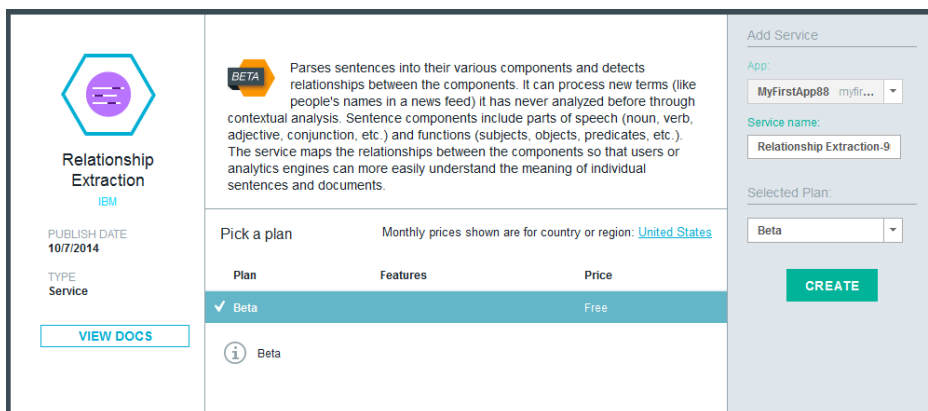 Relationship
Extraction
IBM
PUBLISH DATE
10/7/2014
TYPE
Service
VIEW DOCS
BETA
Parses sentences into their various components and detects
relationships between the components. It can process new terms (like
people's names in a news feed) it has never analyzed before through
contextual analysis. Sentence components include parts of speech (noun, verb,
adjective, conjunction, etc.) and functions (subjects, objects, predicates, etc.).
The service maps the relationships between the components so that users or
analytics engines can more easily understand the meaning of individual
sentences and documents.
Pick a plan Monthly prices shown are for country or region: United States
Plan Features Price
Beta Free
Beta
Add Service
App:
MyFirstApp88 myfir...
Service name:
Relationship Extraction-9
Selected Plan:
Beta
CREATE